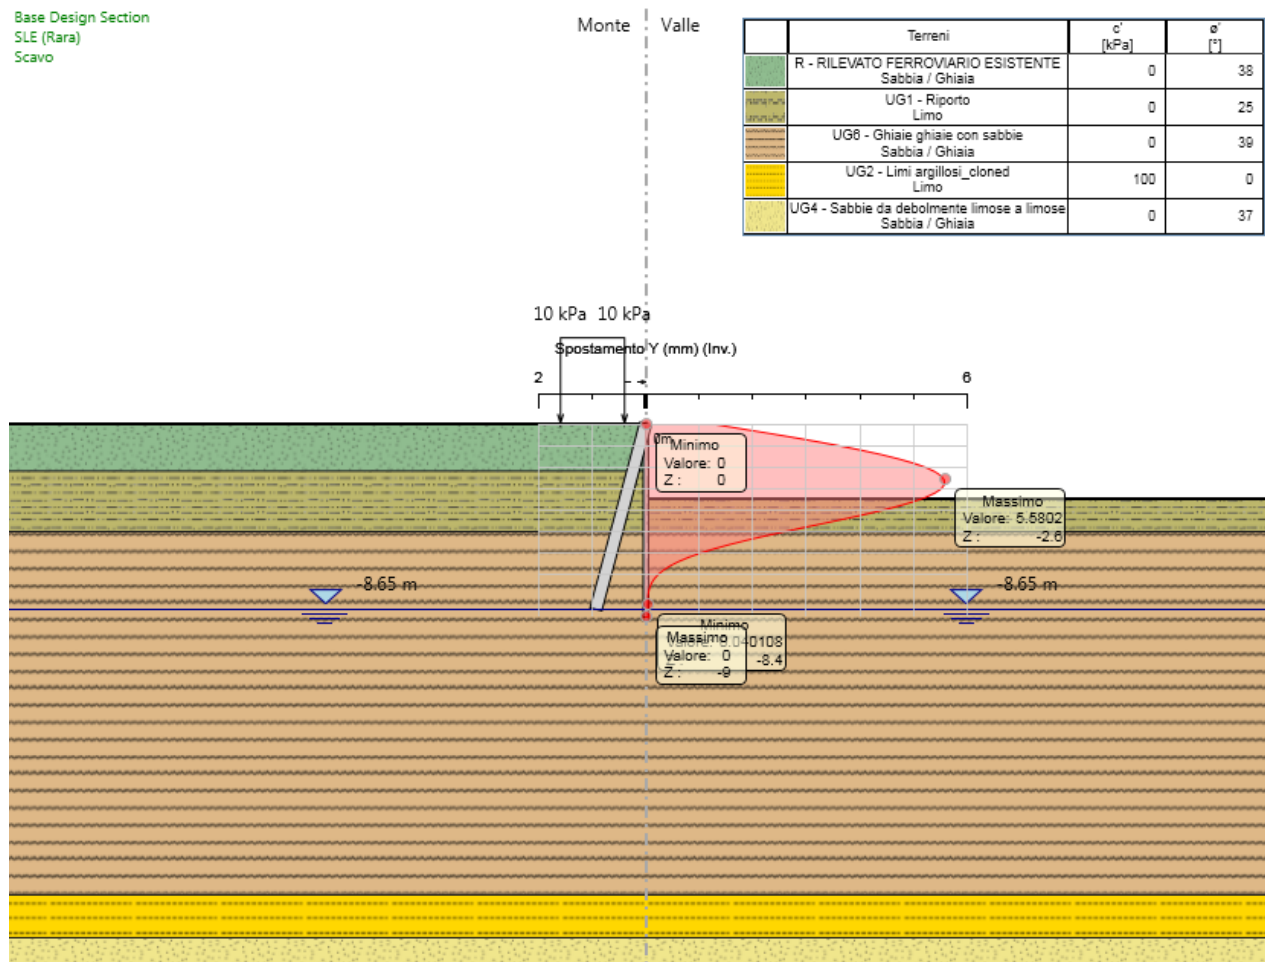 Base Design Section
SLE (Rara)
Scavo
Monte
Valle
Terreni
c'
[kPa]
ø'
[°]
R - RILEVATO FERROVIARIO ESISTENTE
Sabbia / Ghiaia
0
38
UG1 - Riporto
Limo
0
25
UG6 - Ghiaie ghiaie con sabbie
Sabbia / Ghiaia
0
39
UG2 - Limi argillosi_cloned
Limo
100
0
UG4 - Sabbie da debolmente limose a limose
Sabbia / Ghiaia
0
37
10 kPa
10 kPa
Spostamento Y (mm) (Inv.)
2
6
0m
Minimo
Valore: 0
Z : 0
Massimo
Valore: 5.5802
Z : -2.6
-8.65 m
-8.65 m
Minimo
Valore: 0.040108
-8.4
Massimo
Valore: 0
Z : -9